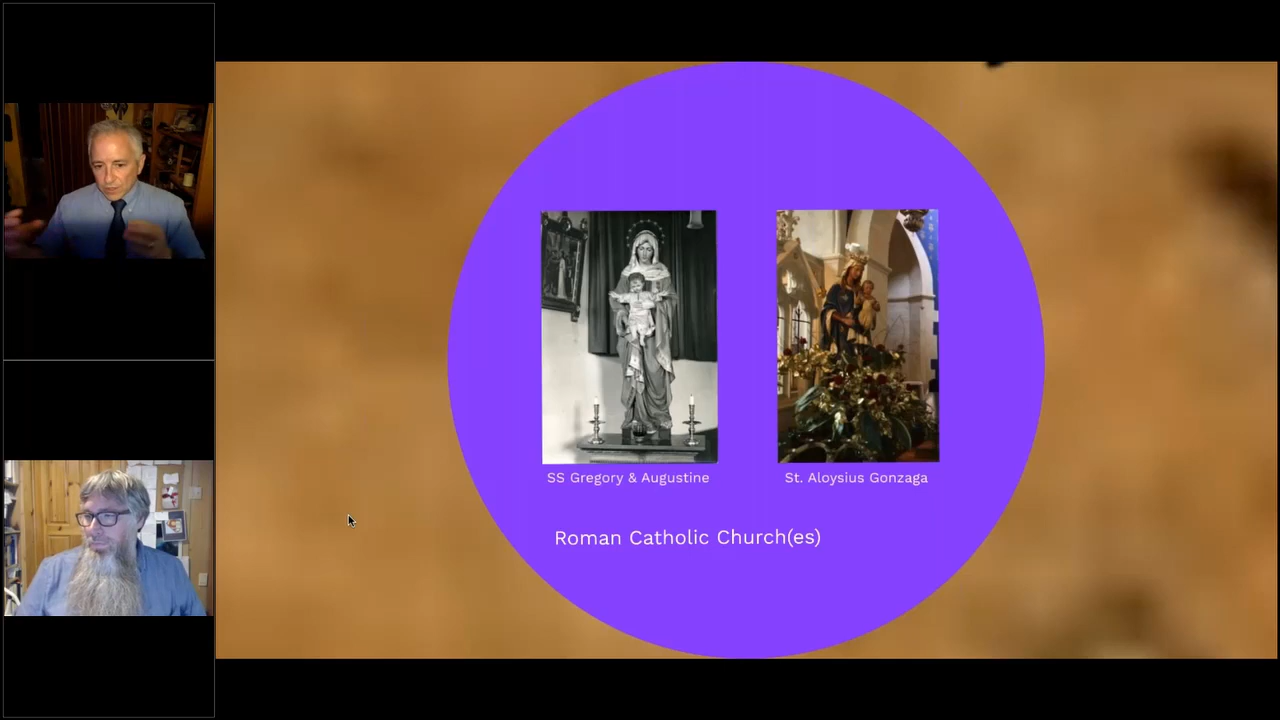 SS Gregory & Augustine
St. Aloysius Gonzaga
Roman Catholic Church(es)